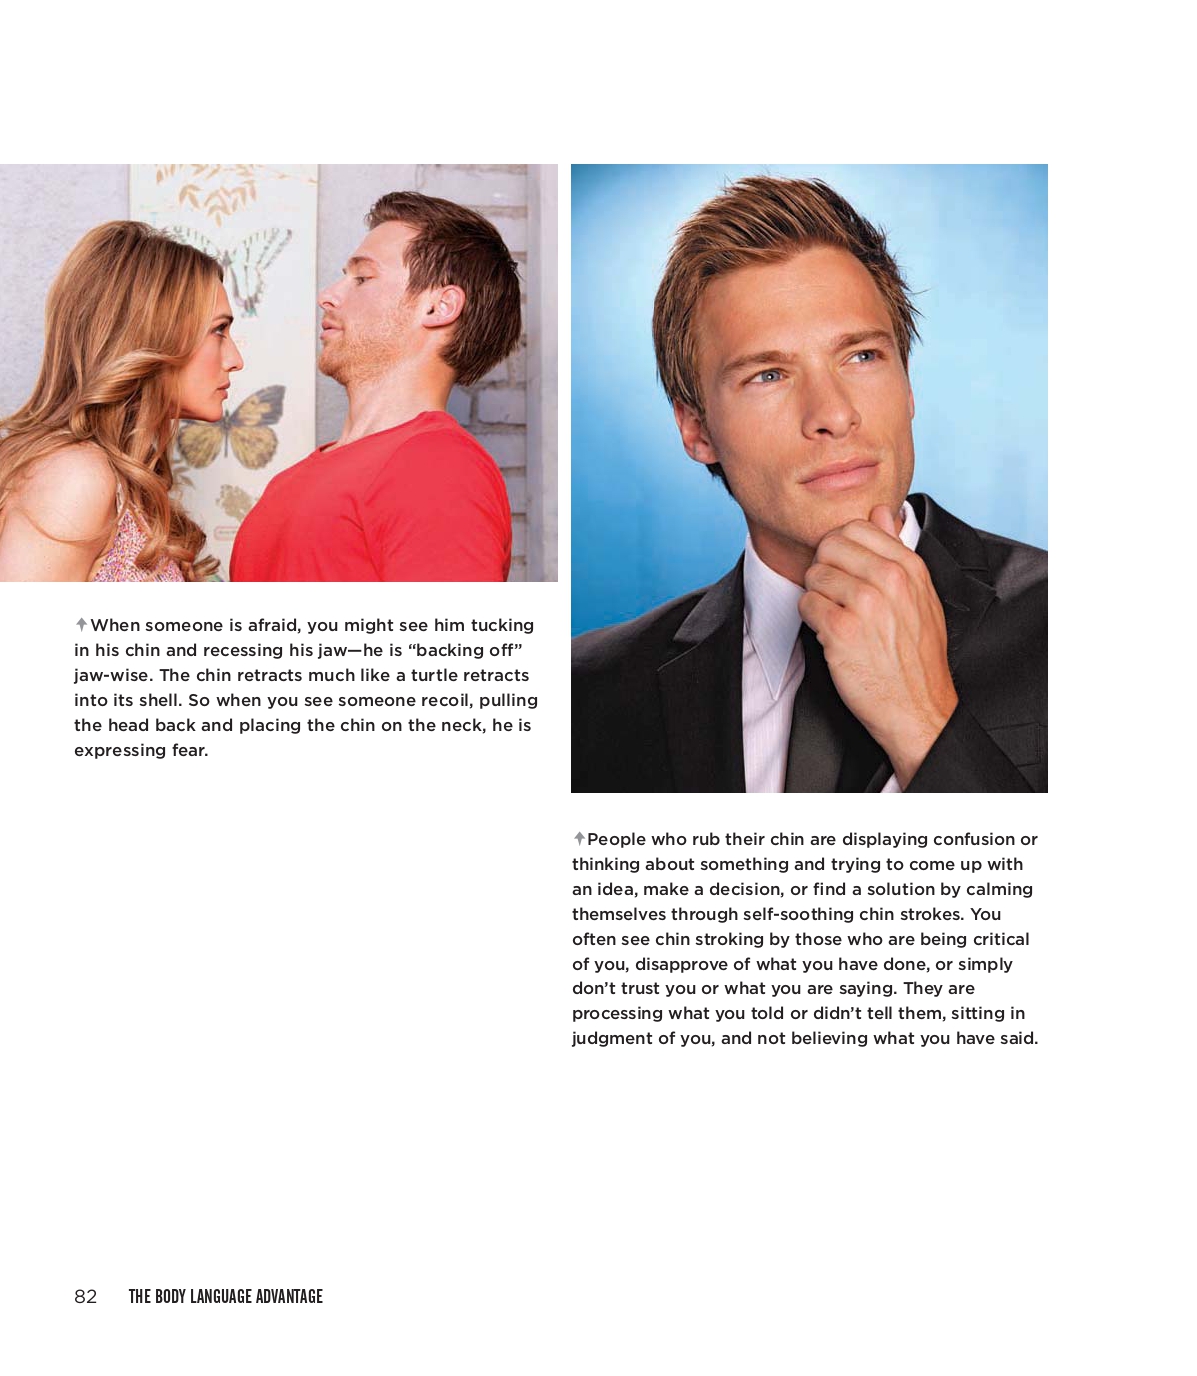 When someone is afraid, you might see him tucking
in his chin and recessing his jaw—he is “backing off”
jaw-wise. The chin retracts much like a turtle retracts
into its shell. So when you see someone recoil, pulling
the head back and placing the chin on the neck, he is
expressing fear.
People who rub their chin are displaying confusion or
thinking about something and trying to come up with
an idea, make a decision, or find a solution by calming
themselves through self-soothing chin strokes. You
often see chin stroking by those who are being critical
of you, disapprove of what you have done, or simply
don’t trust you or what you are saying. They are
processing what you told or didn’t tell them, sitting in
judgment of you, and not believing what you have said.
82 THE BODY LANGUAGE ADVANTAGE